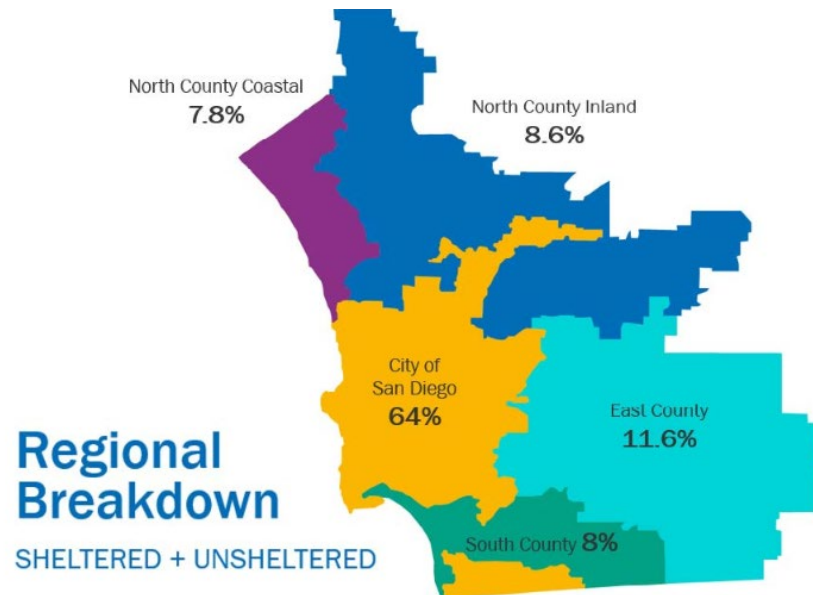 North County Coastal
7.8%
North County Inland
8.6%
City of
San Diego
64%
East County
11.6%
Regional
Breakdown
South County 8%
SHELTERED + UNSHELTERED